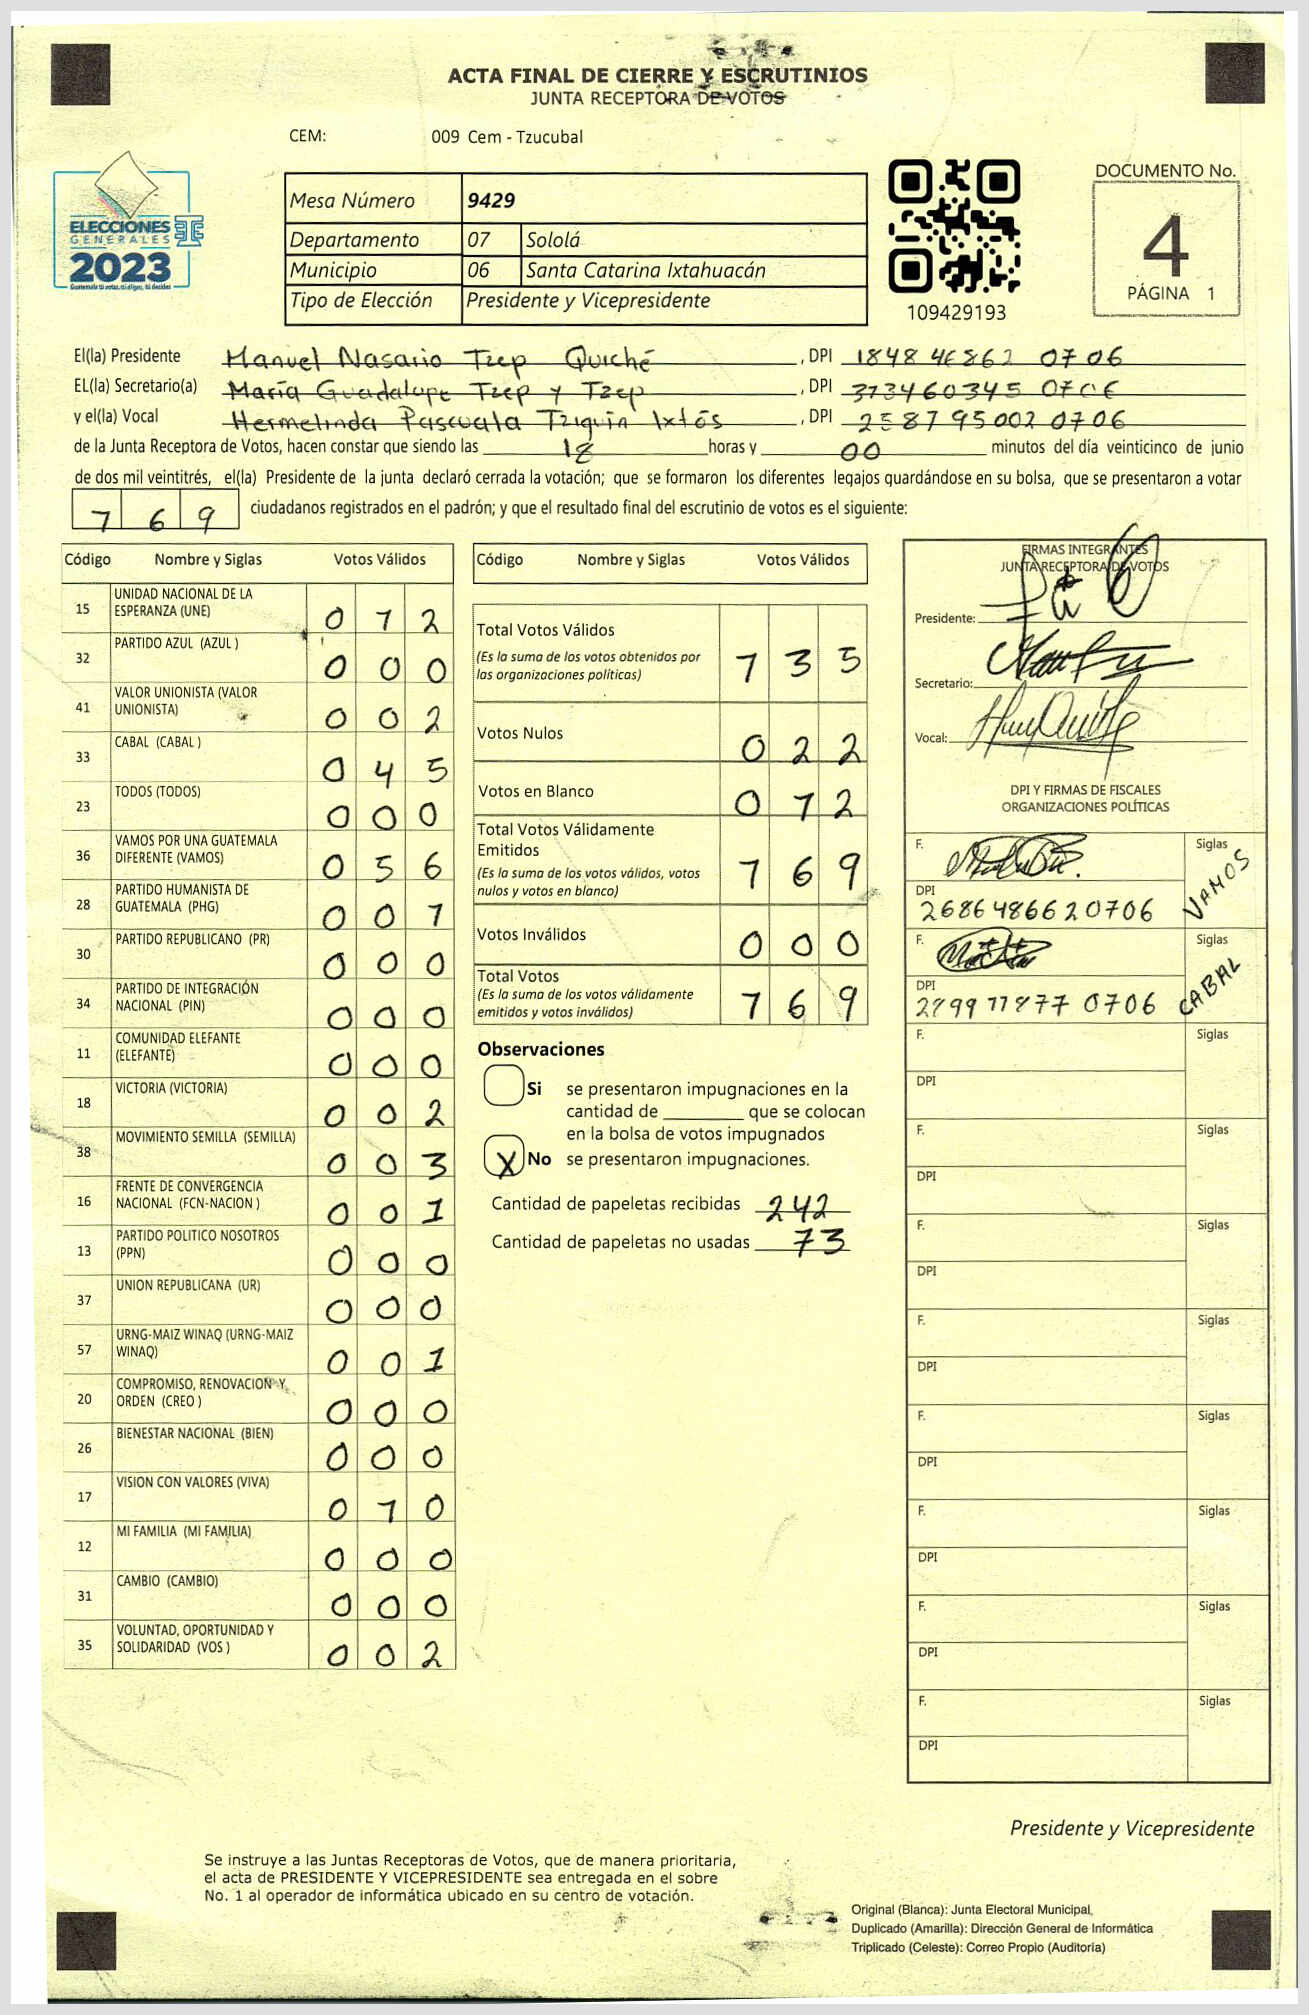 ACTA FINAL DE CIERRE Y ESCRUTINIOS
JUNTA RECEPTORA DE VOTOS
CEM: 009 Cem - Tzucubal
ELECCIONES
GENERALES
2023
Guatemala tú votas, tú eliges, tú decides
Mesa Número 9429
Departamento 07 Sololá
Municipio 06 Santa Catarina Ixtahuacán
Tipo de Elección Presidente y Vicepresidente
109429193
DOCUMENTO No.
4
PÁGINA 1
El(la) Presidente Manuel Nasario Tzep Quiché, DPI 1848 46862 0706
EL(la) Secretario(a) María Guadalupe Tzep y Tzep, DPI 373460345 0706
y el(la) Vocal Hermelinda Pascuala Tziquín Ixtós, DPI 258795002 0706
de la Junta Receptora de Votos, hacen constar que siendo las 18 horas y 00 minutos del día veinticinco de junio
de dos mil veintitrés, el(la) Presidente de la junta declaró cerrada la votación; que se formaron los diferentes legajos guardándose en su bolsa, que se presentaron a votar
769 ciudadanos registrados en el padrón; y que el resultado final del escrutinio de votos es el siguiente:
Código Nombre y Siglas Votos Válidos
15 UNIDAD NACIONAL DE LA
ESPERANZA (UNE) 0 1 2
32 PARTIDO AZUL (AZUL ) 0 0 0
41 VALOR UNIONISTA (VALOR
UNIONISTA) 0 0 2
33 CABAL (CABAL ) 0 4 5
23 TODOS (TODOS) 0 0 0
36 VAMOS POR UNA GUATEMALA
DIFERENTE (VAMOS) 0 5 6
28 PARTIDO HUMANISTA DE
GUATEMALA (PHG) 0 0 1
30 PARTIDO REPUBLICANO (PR) 0 0 0
34 PARTIDO DE INTEGRACIÓN
NACIONAL (PIN) 0 0 0
11 COMUNIDAD ELEFANTE
(ELEFANTE) 0 0 0
18 VICTORIA (VICTORIA) 0 0 2
38 MOVIMIENTO SEMILLA (SEMILLA) 0 0 3
16 FRENTE DE CONVERGENCIA
NACIONAL (FCN-NACION ) 0 0 1
13 PARTIDO POLITICO NOSOTROS
(PPN) 0 0 0
37 UNION REPUBLICANA (UR) 0 0 0
57 URNG-MAIZ WINAQ (URNG-MAIZ
WINAQ) 0 0 1
20 COMPROMISO, RENOVACION Y
ORDEN (CREO ) 0 0 0
26 BIENESTAR NACIONAL (BIEN) 0 0 0
17 VISION CON VALORES (VIVA) 0 1 0
12 MI FAMILIA (MI FAMILIA) 0 0 0
31 CAMBIO (CAMBIO) 0 0 0
35 VOLUNTAD, OPORTUNIDAD Y
SOLIDARIDAD (VOS ) 0 0 2
Código Nombre y Siglas Votos Válidos
Total Votos Válidos
(Es la suma de los votos obtenidos por
las organizaciones políticas) 1 3 5
Votos Nulos 0 2 2
Votos en Blanco 0 1 2
Total Votos Válidamente
Emitidos
(Es la suma de los votos válidos, votos
nulos y votos en blanco) 1 6 9
Votos Inválidos 0 0 0
Total Votos
(Es la suma de los votos válidamente
emitidos y votos inválidos) 1 6 9
Observaciones
Si se presentaron impugnaciones en la
cantidad de ________ que se colocan
en la bolsa de votos impugnados
X No se presentaron impugnaciones.
Cantidad de papeletas recibidas 242
Cantidad de papeletas no usadas 73
FIRMAS INTEGRANTES
JUNTA RECEPTORA DE VOTOS
Presidente:
Secretario:
Vocal:
DPI Y FIRMAS DE FISCALES
ORGANIZACIONES POLÍTICAS
F. Siglas VAMOS
DPI
2686486620706
F. Siglas CABAL
DPI
2899 77877 0706
F. Siglas
DPI
F. Siglas
DPI
F. Siglas
DPI
F. Siglas
DPI
F. Siglas
DPI
F. Siglas
DPI
F. Siglas
DPI
F. Siglas
DPI
Presidente y Vicepresidente
Se instruye a las Juntas Receptoras de Votos, que de manera prioritaria,
el acta de PRESIDENTE Y VICEPRESIDENTE sea entregada en el sobre
No. 1 al operador de informática ubicado en su centro de votación.
Original (Blanca): Junta Electoral Municipal,
Duplicado (Amarilla): Dirección General de Informática
Triplicado (Celeste): Correo Propio (Auditoría)